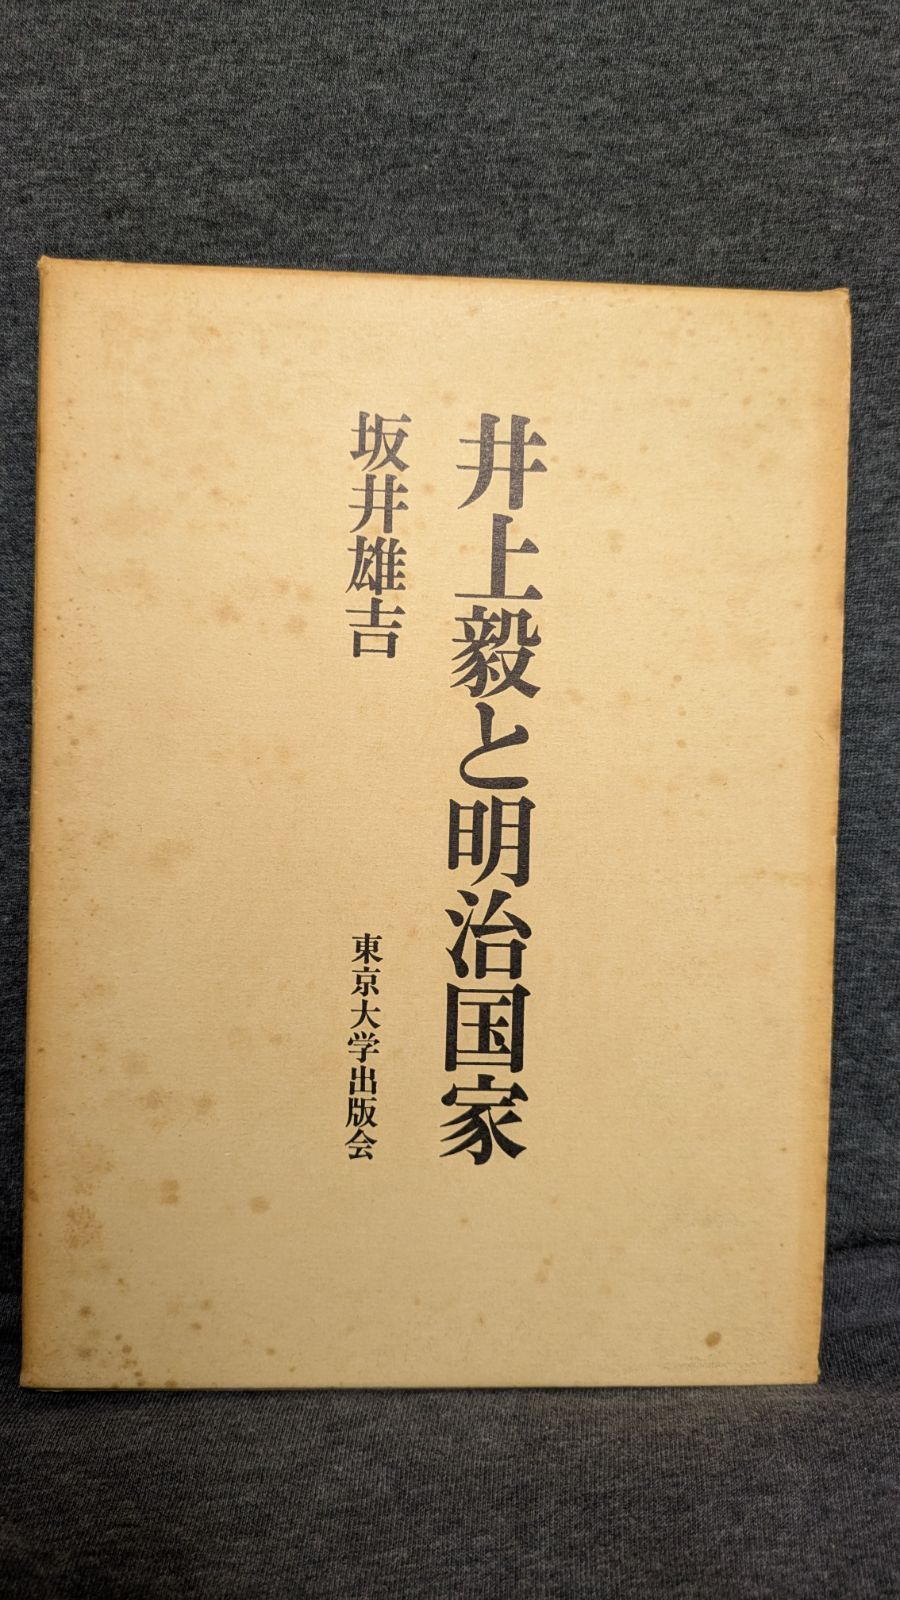 井上毅と明治国家
坂井雄吉
東京大学出版会